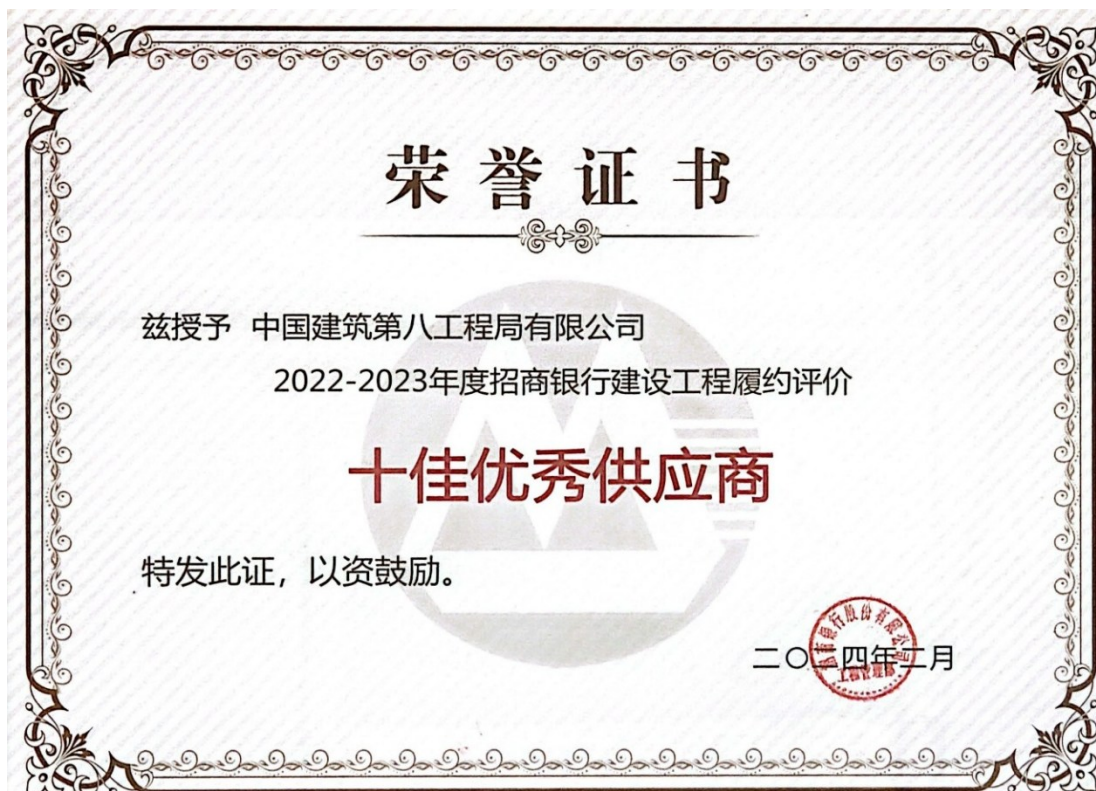 荣誉证书
兹授予 中国建筑第八工程局有限公司
2022-2023年度招商银行建设工程履约评价
十佳优秀供应商
特发此证，以资鼓励。
二〇二四年二月